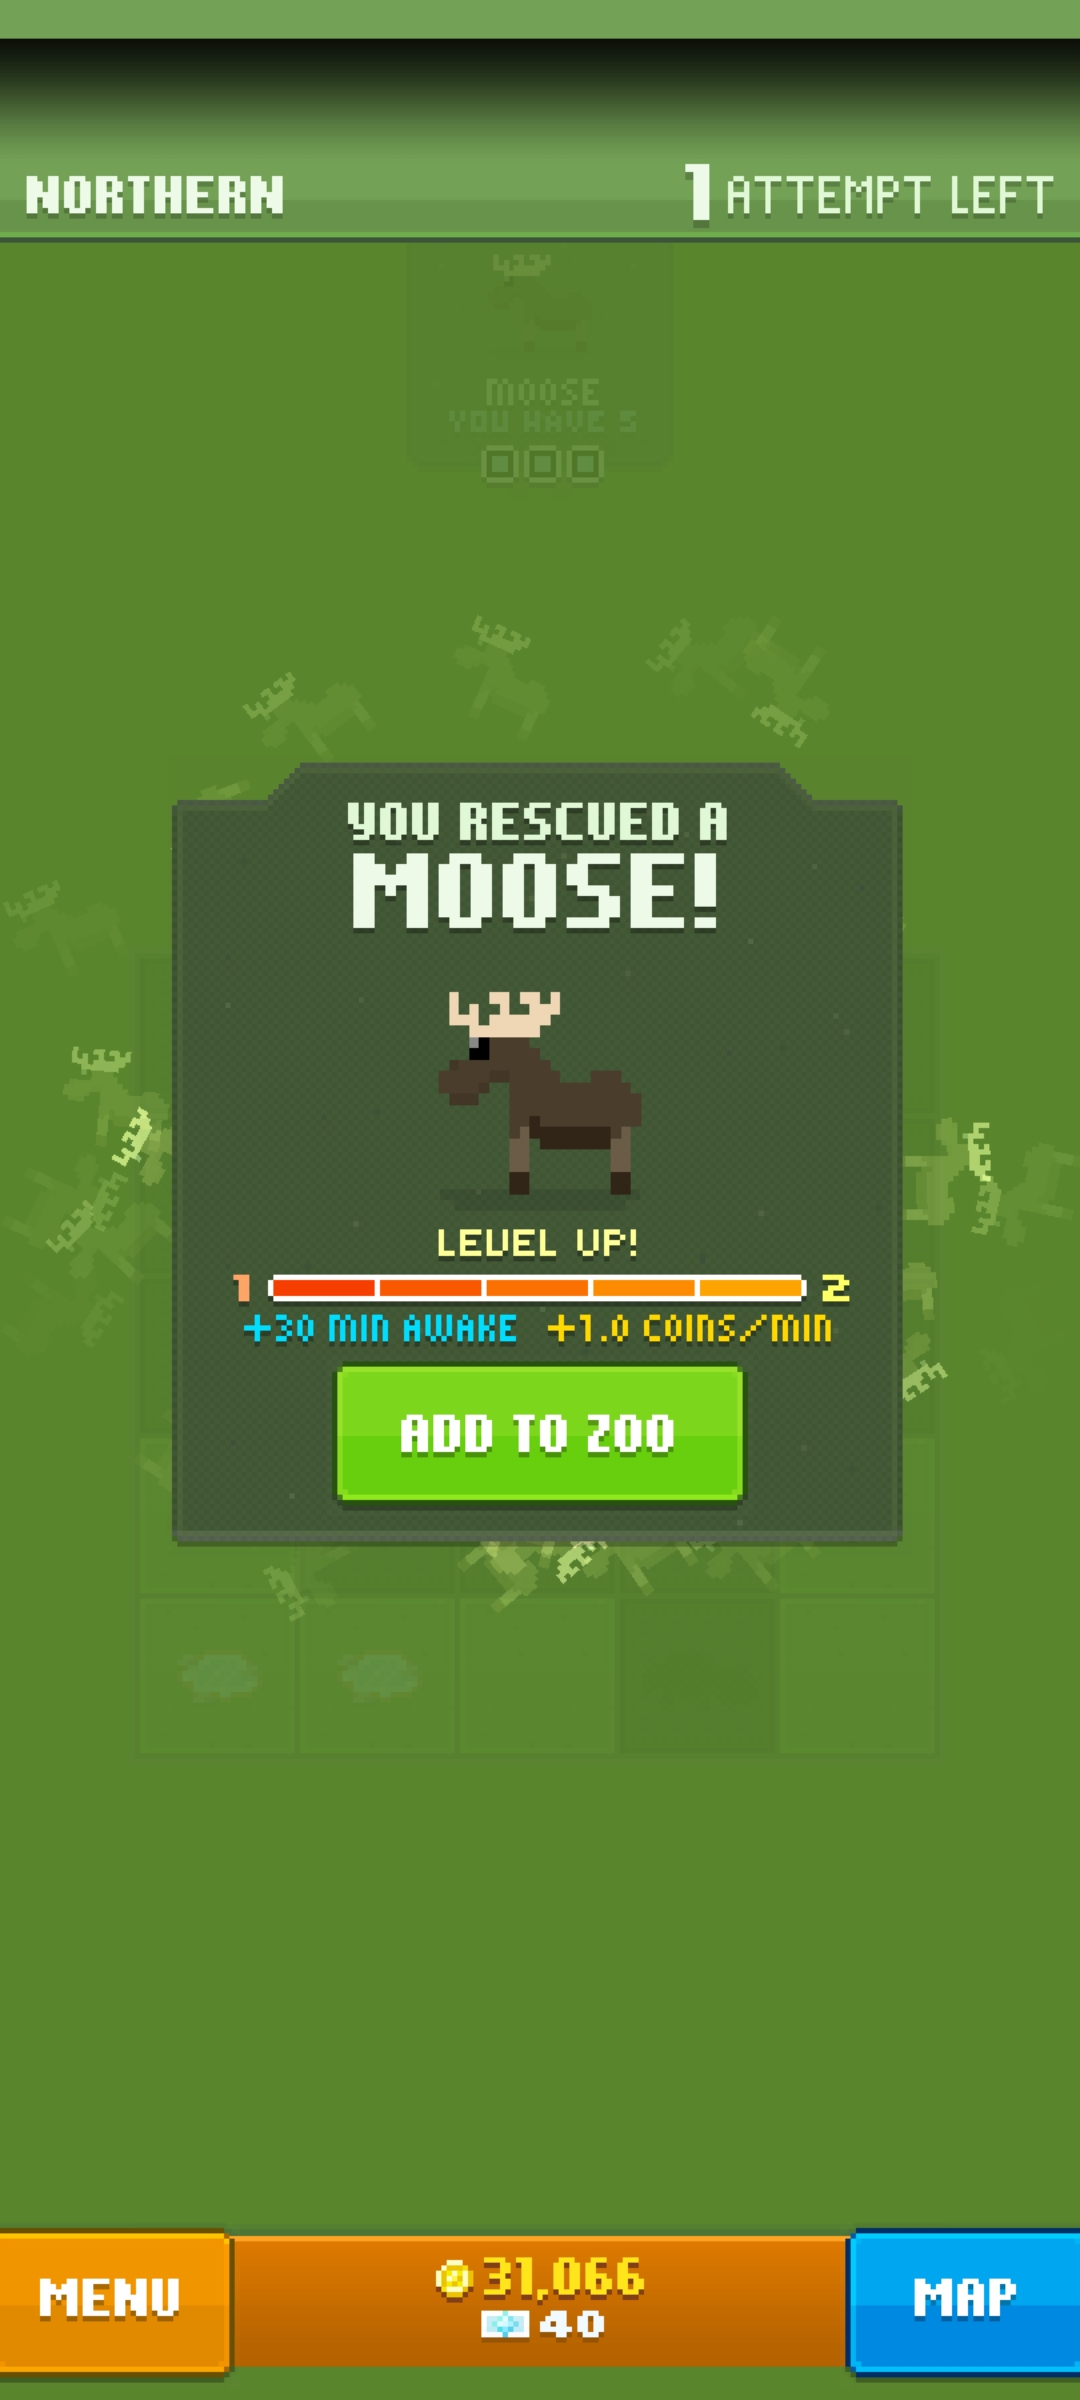 NORTHERN
1 ATTEMPT LEFT
MOOSE
YOU HAVE 5
YOU RESCUED A
MOOSE!
LEVEL UP!
1 2
+30 MIN AWAKE +1.0 COINS/MIN
ADD TO ZOO
MENU
31,066
40
MAP